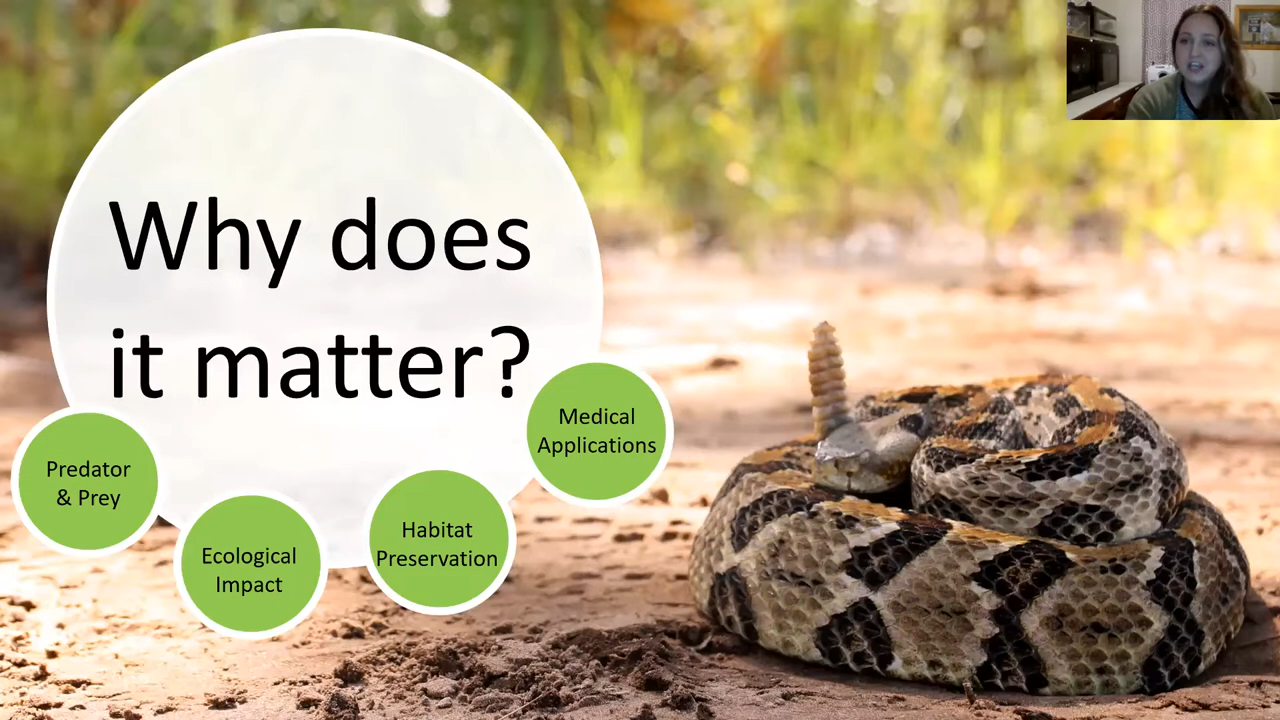 Why does
it matter?
Predator
& Prey
Ecological
Impact
Habitat
Preservation
Medical
Applications